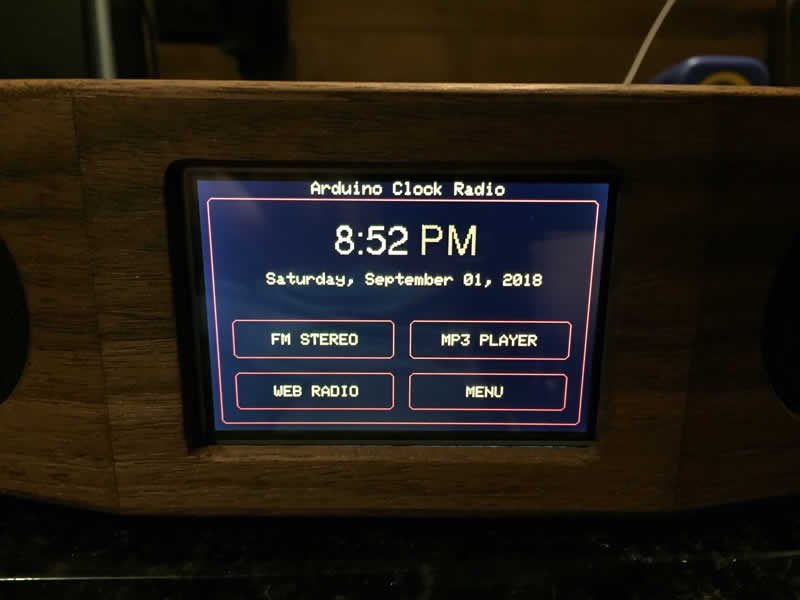 Arduino Clock Radio
8:52 PM
Saturday, September 01, 2018
FM STEREO
MP3 PLAYER
WEB RADIO
MENU